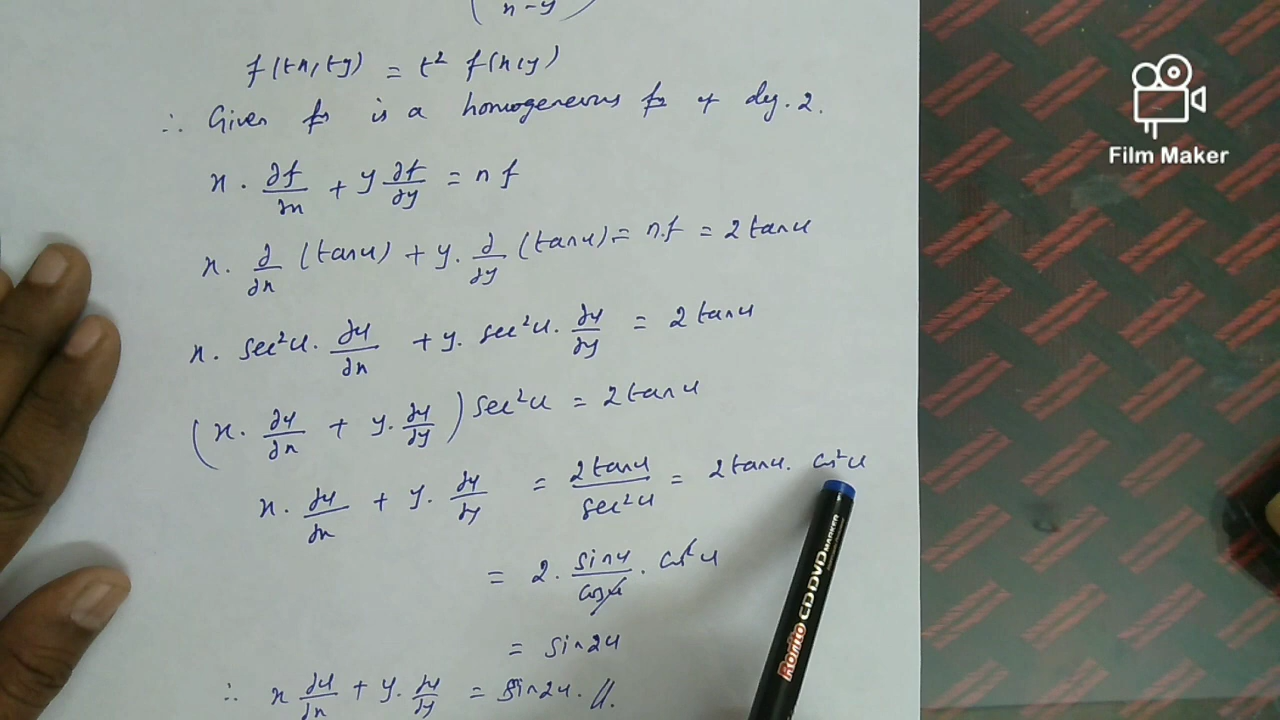 n-y
f(tx, ty) = t² f(x,y)
∴ Given fn is a homogeneous fn of deg. 2.
x · ∂f/∂x + y ∂f/∂y = n f
x · ∂/∂x (tan u) + y · ∂/∂y (tan u) = n.f = 2 tan u
x · sec²u · ∂u/∂x + y · sec²u · ∂u/∂y = 2 tan u
(x · ∂u/∂x + y · ∂u/∂y) sec²u = 2 tan u
x · ∂u/∂x + y · ∂u/∂y = 2 tan u / sec²u = 2 tan u · cos²u
= 2 · sin u / cos u · cos²u
= sin 2u
∴ x ∂u/∂x + y · ∂u/∂y = sin 2u. //.
Film Maker
Romio CD DVD MARKER